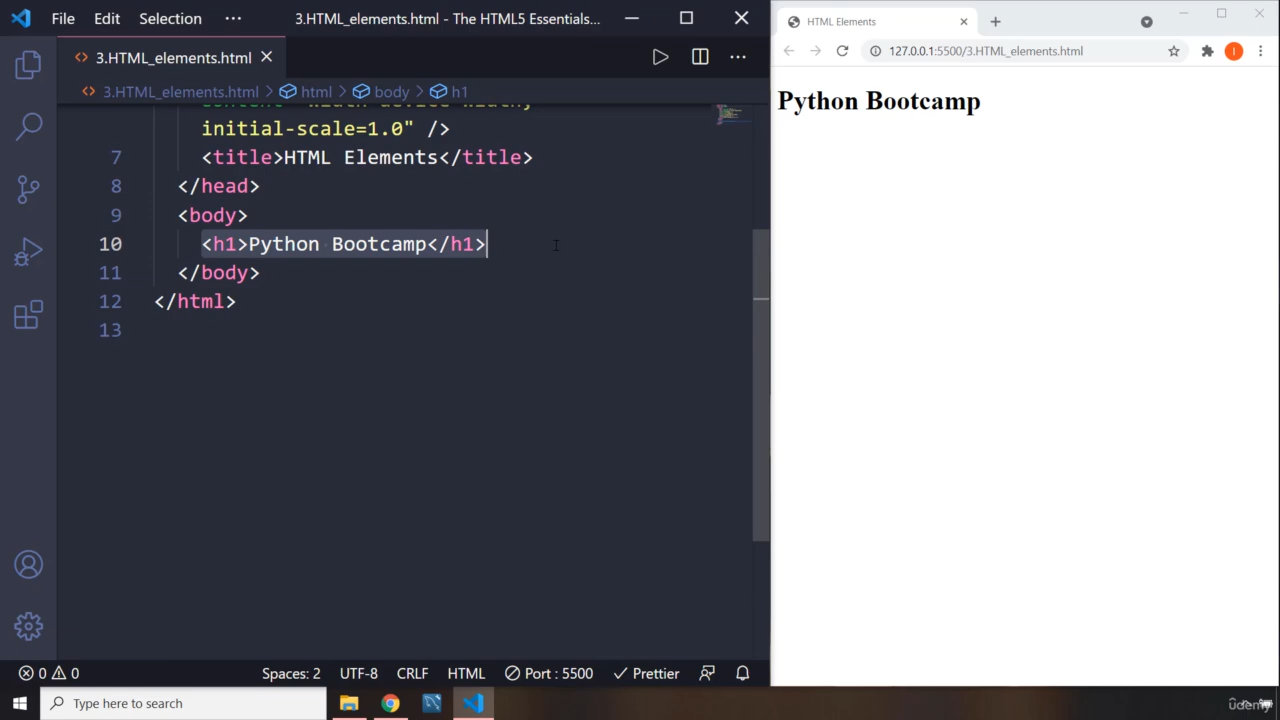 File Edit Selection ··· 3.HTML_elements.html - The HTML5 Essentials...
3.HTML_elements.html
3.HTML_elements.html > html > body > h1
initial-scale=1.0" />
7 <title>HTML Elements</title>
8 </head>
9 <body>
10 <h1>Python Bootcamp</h1>
11 </body>
12 </html>
13
0 0 Spaces: 2 UTF-8 CRLF HTML Port : 5500 Prettier
HTML Elements
127.0.0.1:5500/3.HTML_elements.html
I
Python Bootcamp
Type here to search
udemy